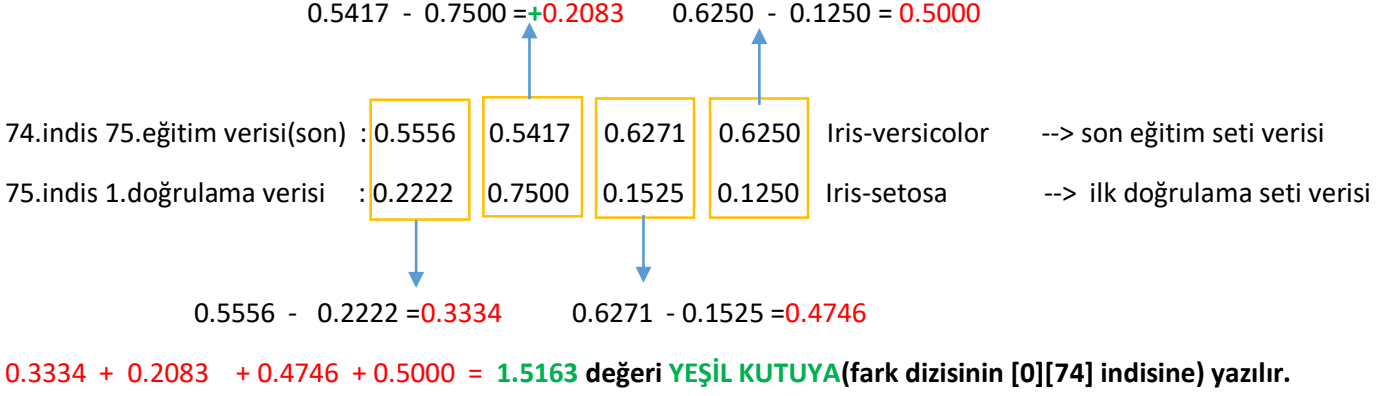 0.5417 - 0.7500 =+0.2083 0.6250 - 0.1250 = 0.5000
74.indis 75.eğitim verisi(son) : 0.5556 0.5417 0.6271 0.6250 Iris-versicolor --> son eğitim seti verisi
75.indis 1.doğrulama verisi : 0.2222 0.7500 0.1525 0.1250 Iris-setosa --> ilk doğrulama seti verisi
0.5556 - 0.2222 =0.3334 0.6271 - 0.1525 =0.4746
0.3334 + 0.2083 + 0.4746 + 0.5000 = 1.5163 değeri YEŞİL KUTUYA(fark dizisinin [0][74] indisine) yazılır.